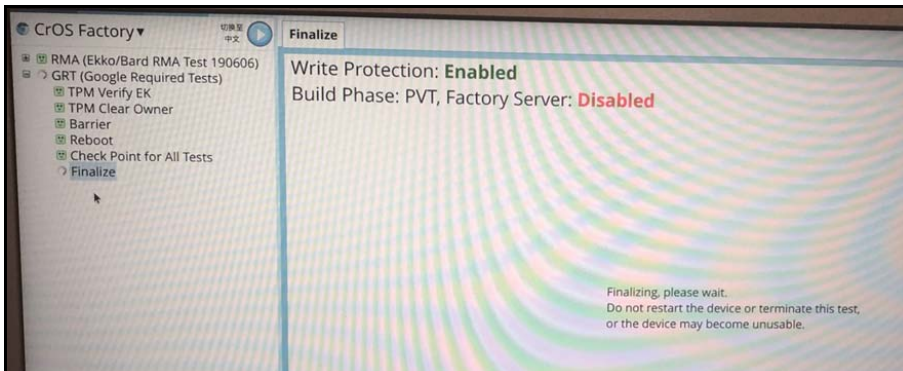 CrOS Factory▾
切换至
中文
RMA (Ekko/Bard RMA Test 190606)
GRT (Google Required Tests)
TPM Verify EK
TPM Clear Owner
Barrier
Reboot
Check Point for All Tests
Finalize
Finalize
Write Protection: Enabled
Build Phase: PVT, Factory Server: Disabled
Finalizing, please wait.
Do not restart the device or terminate this test,
or the device may become unusable.